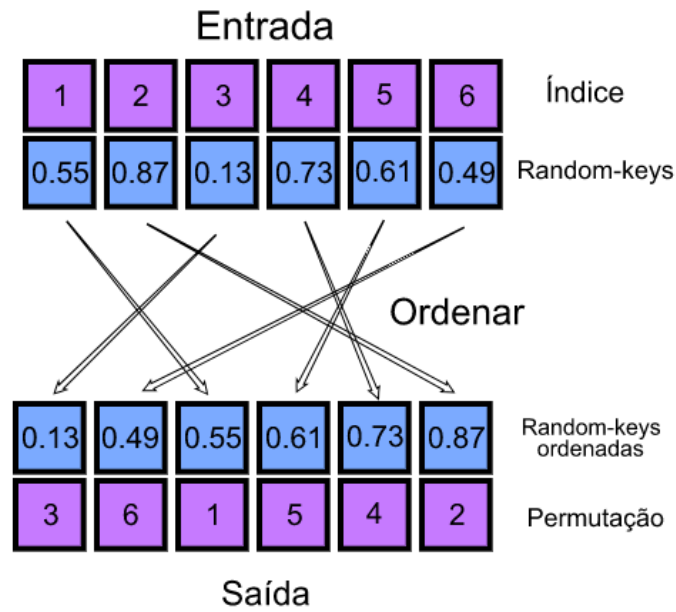 Entrada
1 2 3 4 5 6 Índice
0.55 0.87 0.13 0.73 0.61 0.49 Random-keys
Ordenar
0.13 0.49 0.55 0.61 0.73 0.87 Random-keys
ordenadas
3 6 1 5 4 2 Permutação
Saída